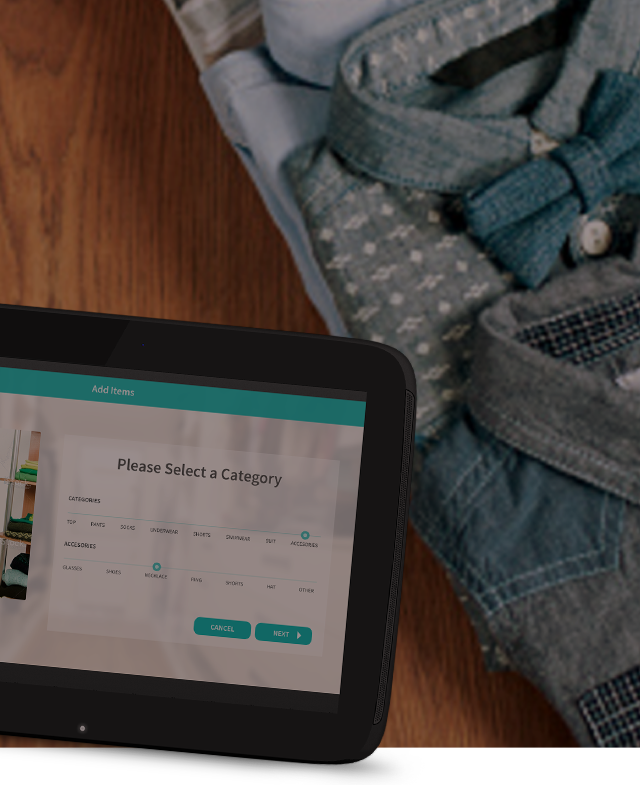 Add Items
Please Select a Category
CATEGORIES
TOP PANTS SOCKS UNDERWEAR SHORTS SWIMWEAR SUIT ACCESORIES
ACCESORIES
GLASSES SHOES NECKLACE RING SHORTS HAT OTHER
CANCEL NEXT